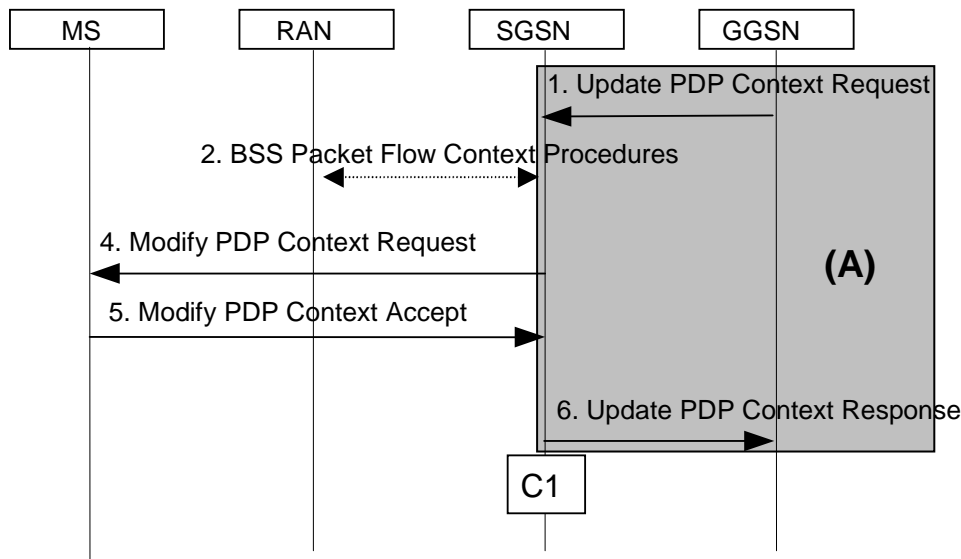 MS
RAN
SGSN
GGSN
1. Update PDP Context Request
2. BSS Packet Flow Context Procedures
4. Modify PDP Context Request
(A)
5. Modify PDP Context Accept
6. Update PDP Context Response
C1